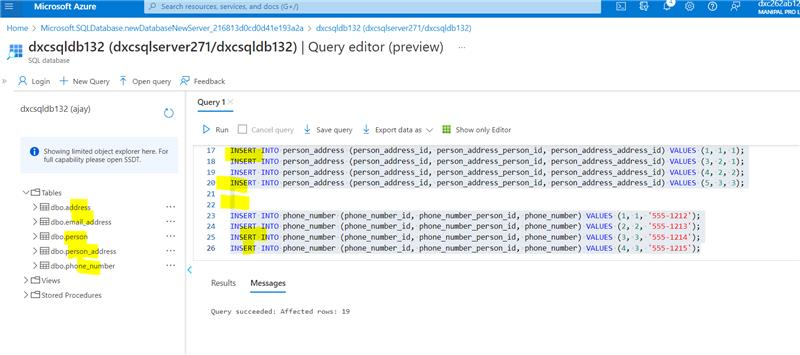 Microsoft Azure
Search resources, services, and docs (G+/)
dxc262ab12
MANIPAL PRO L
Home > Microsoft.SQLDatabase.newDatabaseNewServer_216813d0cd0d41e193a2a > dxcsqldb132 (dxcsqlserver271/dxcsqldb132)
dxcsqldb132 (dxcsqlserver271/dxcsqldb132) | Query editor (preview) ...
SQL database
Login + New Query Open query Feedback
dxcsqldb132 (ajay)
Showing limited object explorer here. For
full capability please open SSDT.
Tables
dbo.address ...
dbo.email_address ...
dbo.person ...
dbo.person_address ...
dbo.phone_number ...
Views
Stored Procedures
Query 1 ×
Run Cancel query Save query Export data as Show only Editor
17 INSERT INTO person_address (person_address_id, person_address_person_id, person_address_address_id) VALUES (1, 1, 1);
18 INSERT INTO person_address (person_address_id, person_address_person_id, person_address_address_id) VALUES (3, 2, 1);
19 INSERT INTO person_address (person_address_id, person_address_person_id, person_address_address_id) VALUES (4, 2, 2);
20 INSERT INTO person_address (person_address_id, person_address_person_id, person_address_address_id) VALUES (5, 3, 3);
21
22
23 INSERT INTO phone_number (phone_number_id, phone_number_person_id, phone_number) VALUES (1, 1, '555-1212');
24 INSERT INTO phone_number (phone_number_id, phone_number_person_id, phone_number) VALUES (2, 2, '555-1213');
25 INSERT INTO phone_number (phone_number_id, phone_number_person_id, phone_number) VALUES (3, 3, '555-1214');
26 INSERT INTO phone_number (phone_number_id, phone_number_person_id, phone_number) VALUES (4, 3, '555-1215');
Results Messages
Query succeeded: Affected rows: 19